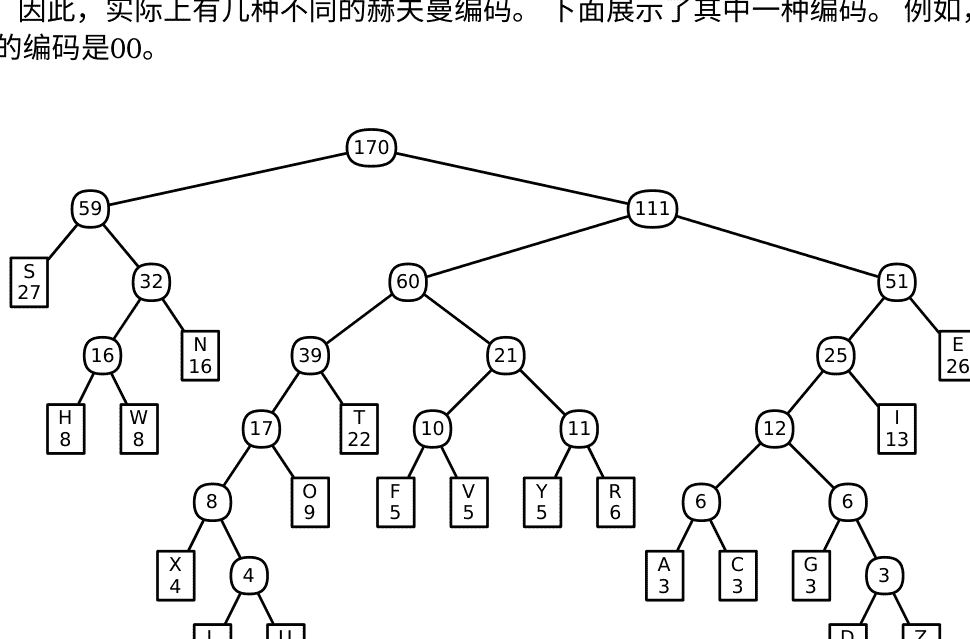 因此，实际上有几种不同的赫夫曼编码。 下面展示了其中一种编码。 例如，
的编码是00。
170
59
111
S
27
32
60
51
16
N
16
39
21
25
E
26
H
8
W
8
17
T
22
10
11
12
I
13
8
O
9
F
5
V
5
Y
5
R
6
6
6
X
4
4
A
3
C
3
G
3
3